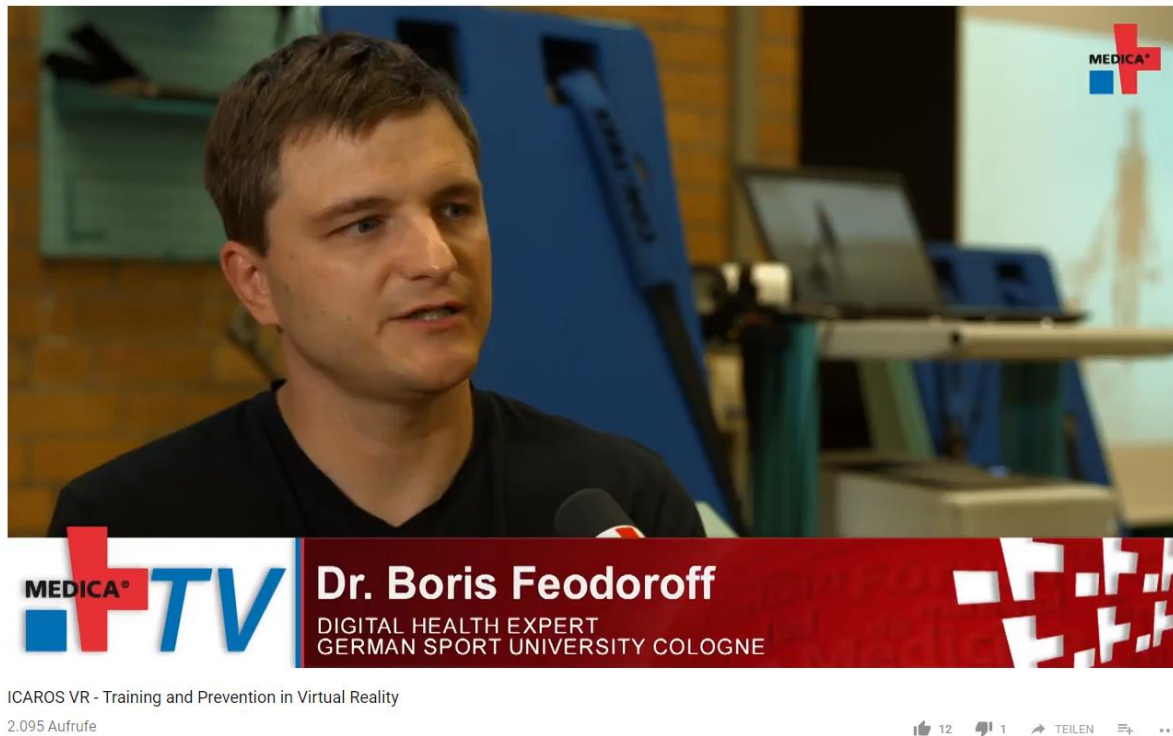 MEDICA®
MEDICA® TV
Dr. Boris Feodoroff
DIGITAL HEALTH EXPERT
GERMAN SPORT UNIVERSITY COLOGNE
ICAROS VR - Training and Prevention in Virtual Reality
2.095 Aufrufe
12
1
TEILEN